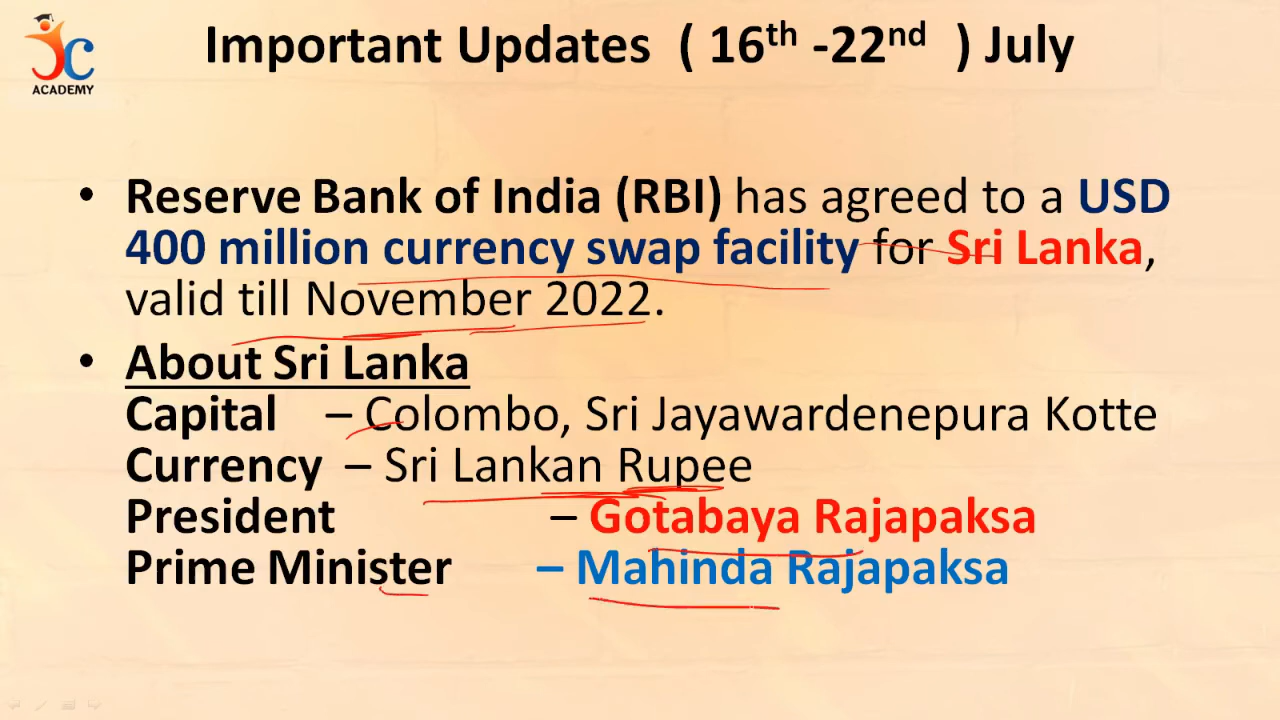 JC
ACADEMY
Important Updates ( 16th -22nd ) July
• Reserve Bank of India (RBI) has agreed to a USD
400 million currency swap facility for Sri Lanka,
valid till November 2022.
• About Sri Lanka
Capital – Colombo, Sri Jayawardenepura Kotte
Currency – Sri Lankan Rupee
President – Gotabaya Rajapaksa
Prime Minister – Mahinda Rajapaksa